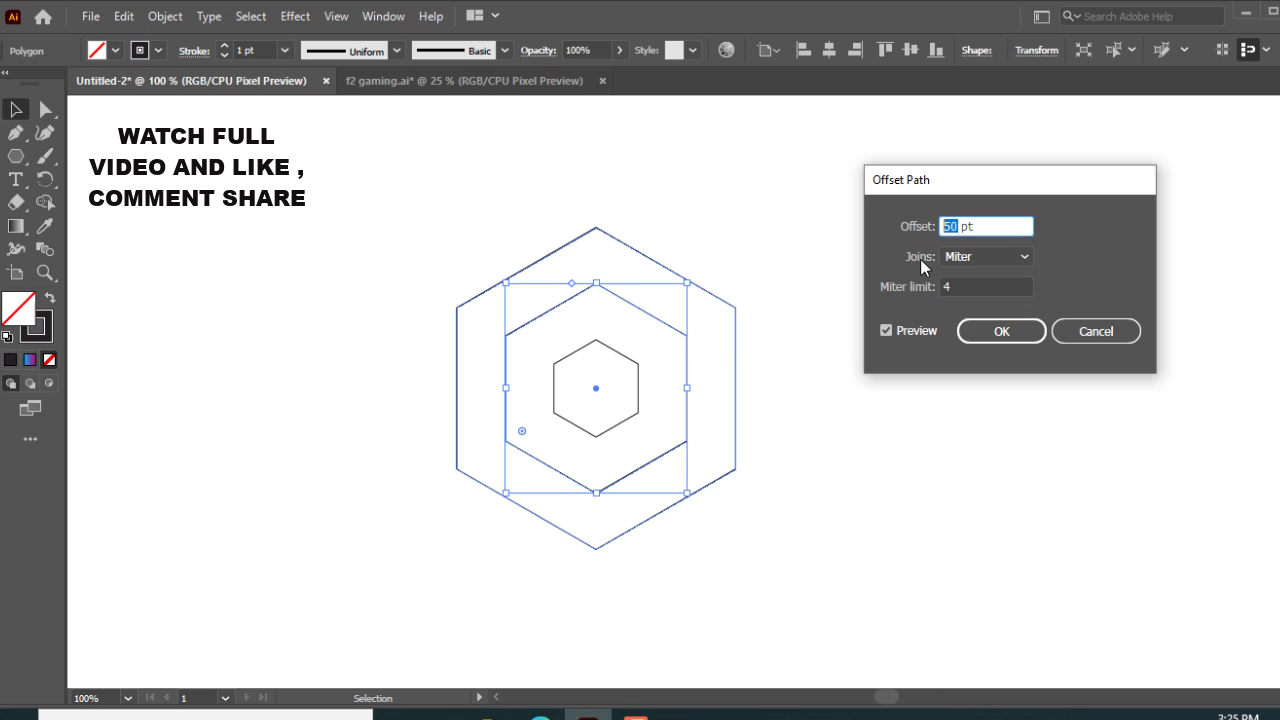 Ai File Edit Object Type Select Effect View Window Help Search Adobe Help
Polygon Stroke: 1 pt Uniform Basic Opacity: 100% Style: Shape: Transform
Untitled-2* @ 100 % (RGB/CPU Pixel Preview) × f2 gaming.ai* @ 25 % (RGB/CPU Pixel Preview) ×
WATCH FULL
VIDEO AND LIKE ,
COMMENT SHARE
Offset Path
Offset: 50 pt
Joins: Miter
Miter limit: 4
Preview OK Cancel
100% 1 Selection
3:25 PM